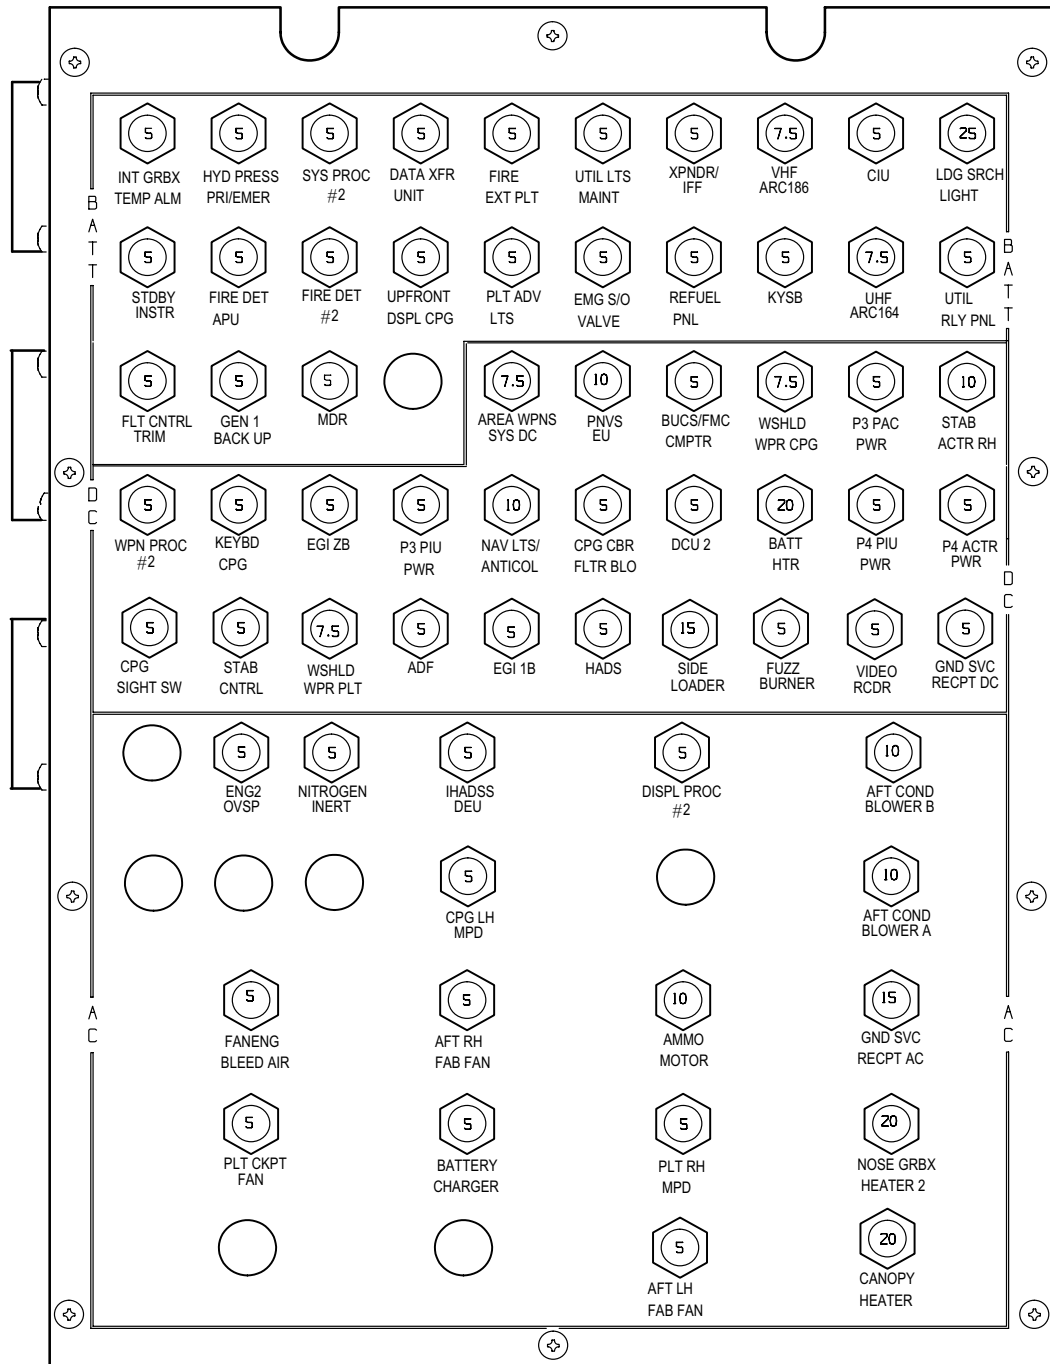 5 5 5 5 5 5 5 7.5 5 25
INT GRBX HYD PRESS SYS PROC DATA XFR FIRE UTIL LTS XPNDR/ VHF CIU LDG SRCH
TEMP ALM PRI/EMER #2 UNIT EXT PLT MAINT IFF ARC186 LIGHT
BATT
5 5 5 5 5 5 5 5 7.5 5
BATT
STDBY FIRE DET FIRE DET UPFRONT PLT ADV EMG S/O REFUEL KYSB UHF UTIL
INSTR APU #2 DSPL CPG LTS VALVE PNL ARC164 RLY PNL
5 5 5 7.5 10 5 7.5 5 10
FLT CNTRL GEN 1 MDR AREA WPNS PNVS BUCS/FMC WSHLD P3 PAC STAB
TRIM BACK UP SYS DC EU CMPTR WPR CPG PWR ACTR RH
DC
5 5 5 5 10 5 5 20 5 5
WPN PROC KEYBD EGI ZB P3 PIU NAV LTS/ CPG CBR DCU 2 BATT P4 PIU P4 ACTR
#2 CPG PWR ANTICOL FLTR BLO HTR PWR PWR
DC
5 5 7.5 5 5 5 15 5 5 5
CPG STAB WSHLD ADF EGI 1B HADS SIDE FUZZ VIDEO GND SVC
SIGHT SW CNTRL WPR PLT LOADER BURNER RCDR RECPT DC
5 5 5 5 10
ENG2 NITROGEN IHADSS DISPL PROC AFT COND
OVSP INERT DEU #2 BLOWER B
5 10
CPG LH AFT COND
MPD BLOWER A
5 5 10 15
AC AC
FANENG AFT RH AMMO GND SVC
BLEED AIR FAB FAN MOTOR RECPT AC
5 5 5 20
PLT CKPT BATTERY PLT RH NOSE GRBX
FAN CHARGER MPD HEATER 2
5 20
AFT LH CANOPY
FAB FAN HEATER